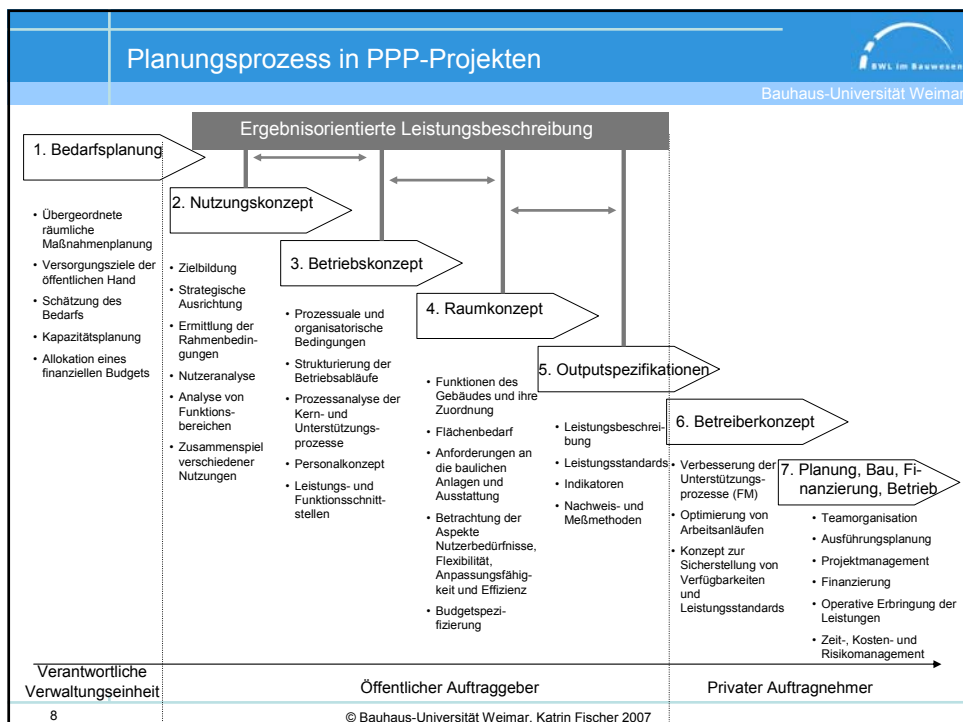 Planungsprozess in PPP-Projekten
BWL im Bauwesen
Bauhaus-Universität Weimar
Ergebnisorientierte Leistungsbeschreibung
1. Bedarfsplanung
• Übergeordnete
räumliche
Maßnahmenplanung
• Versorgungsziele der
öffentlichen Hand
• Schätzung des
Bedarfs
• Kapazitätsplanung
• Allokation eines
finanziellen Budgets
2. Nutzungskonzept
• Zielbildung
• Strategische
Ausrichtung
• Ermittlung der
Rahmenbedin-
gungen
• Nutzeranalyse
• Analyse von
Funktions-
bereichen
• Zusammenspiel
verschiedener
Nutzungen
3. Betriebskonzept
• Prozessuale und
organisatorische
Bedingungen
• Strukturierung der
Betriebsabläufe
• Prozessanalyse der
Kern- und
Unterstützungs-
prozesse
• Personalkonzept
• Leistungs- und
Funktionsschnitt-
stellen
4. Raumkonzept
• Funktionen des
Gebäudes und ihre
Zuordnung
• Flächenbedarf
• Anforderungen an
die baulichen
Anlagen und
Ausstattung
• Betrachtung der
Aspekte
Nutzerbedürfnisse,
Flexibilität,
Anpassungsfähig-
keit und Effizienz
• Budgetspezi-
fizierung
5. Outputspezifikationen
• Leistungsbeschrei-
bung
• Leistungsstandards
• Indikatoren
• Nachweis- und
Meßmethoden
6. Betreiberkonzept
• Verbesserung der
Unterstützungs-
prozesse (FM)
• Optimierung von
Arbeitsanläufen
• Konzept zur
Sicherstellung von
Verfügbarkeiten
und
Leistungsstandards
7. Planung, Bau, Fi-
nanzierung, Betrieb
• Teamorganisation
• Ausführungsplanung
• Projektmanagement
• Finanzierung
• Operative Erbringung der
Leistungen
• Zeit-, Kosten- und
Risikomanagement
Verantwortliche
Verwaltungseinheit
Öffentlicher Auftraggeber
Privater Auftragnehmer
8
© Bauhaus-Universität Weimar, Katrin Fischer 2007